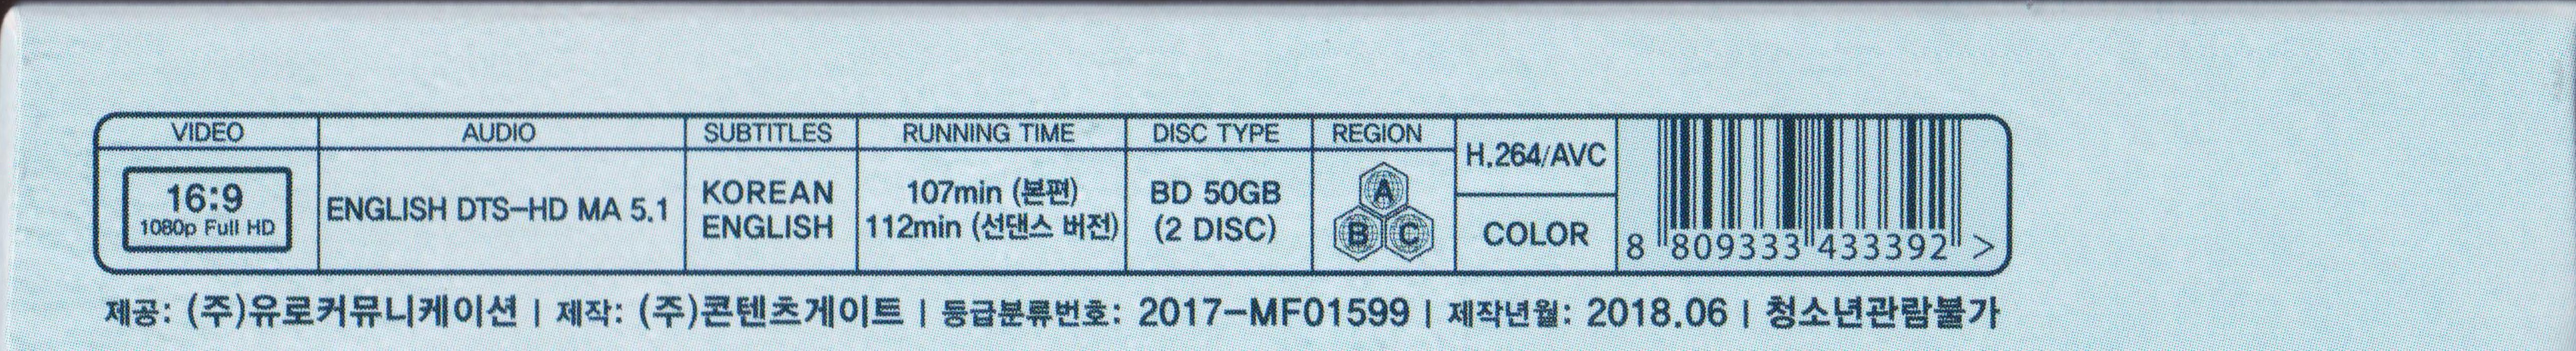 VIDEO AUDIO SUBTITLES RUNNING TIME DISC TYPE REGION
16:9
1080p Full HD
ENGLISH DTS-HD MA 5.1
KOREAN
ENGLISH
107min (본편)
112min (선댄스 버전)
BD 50GB
(2 DISC)
A
B C
H.264/AVC
COLOR
8 809333 433392 >
제공: (주)유로커뮤니케이션 | 제작: (주)콘텐츠게이트 | 등급분류번호: 2017-MF01599 | 제작년월: 2018.06 | 청소년관람불가